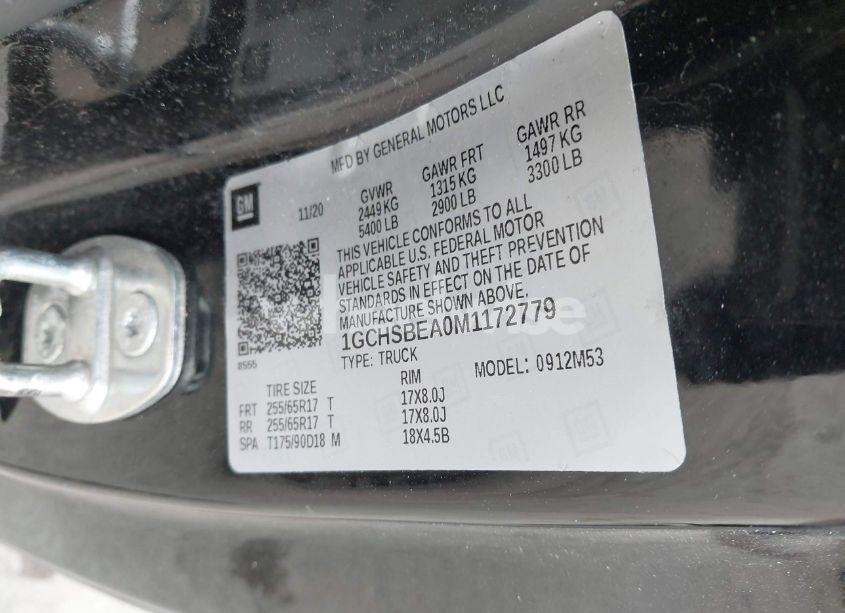 MFD BY GENERAL MOTORS LLC
GM
11/20
GVWR GAWR FRT GAWR RR
2449 KG 1315 KG 1497 KG
5400 LB 2900 LB 3300 LB
THIS VEHICLE CONFORMS TO ALL
APPLICABLE U.S. FEDERAL MOTOR
VEHICLE SAFETY AND THEFT PREVENTION
STANDARDS IN EFFECT ON THE DATE OF
MANUFACTURE SHOWN ABOVE.
1GCHSBEA0M1172779
8555
TYPE: TRUCK MODEL: 0912M53
TIRE SIZE RIM
FRT 255/65R17 T 17X8.0J
RR 255/65R17 T 17X8.0J
SPA T175/90D18 M 18X4.5B